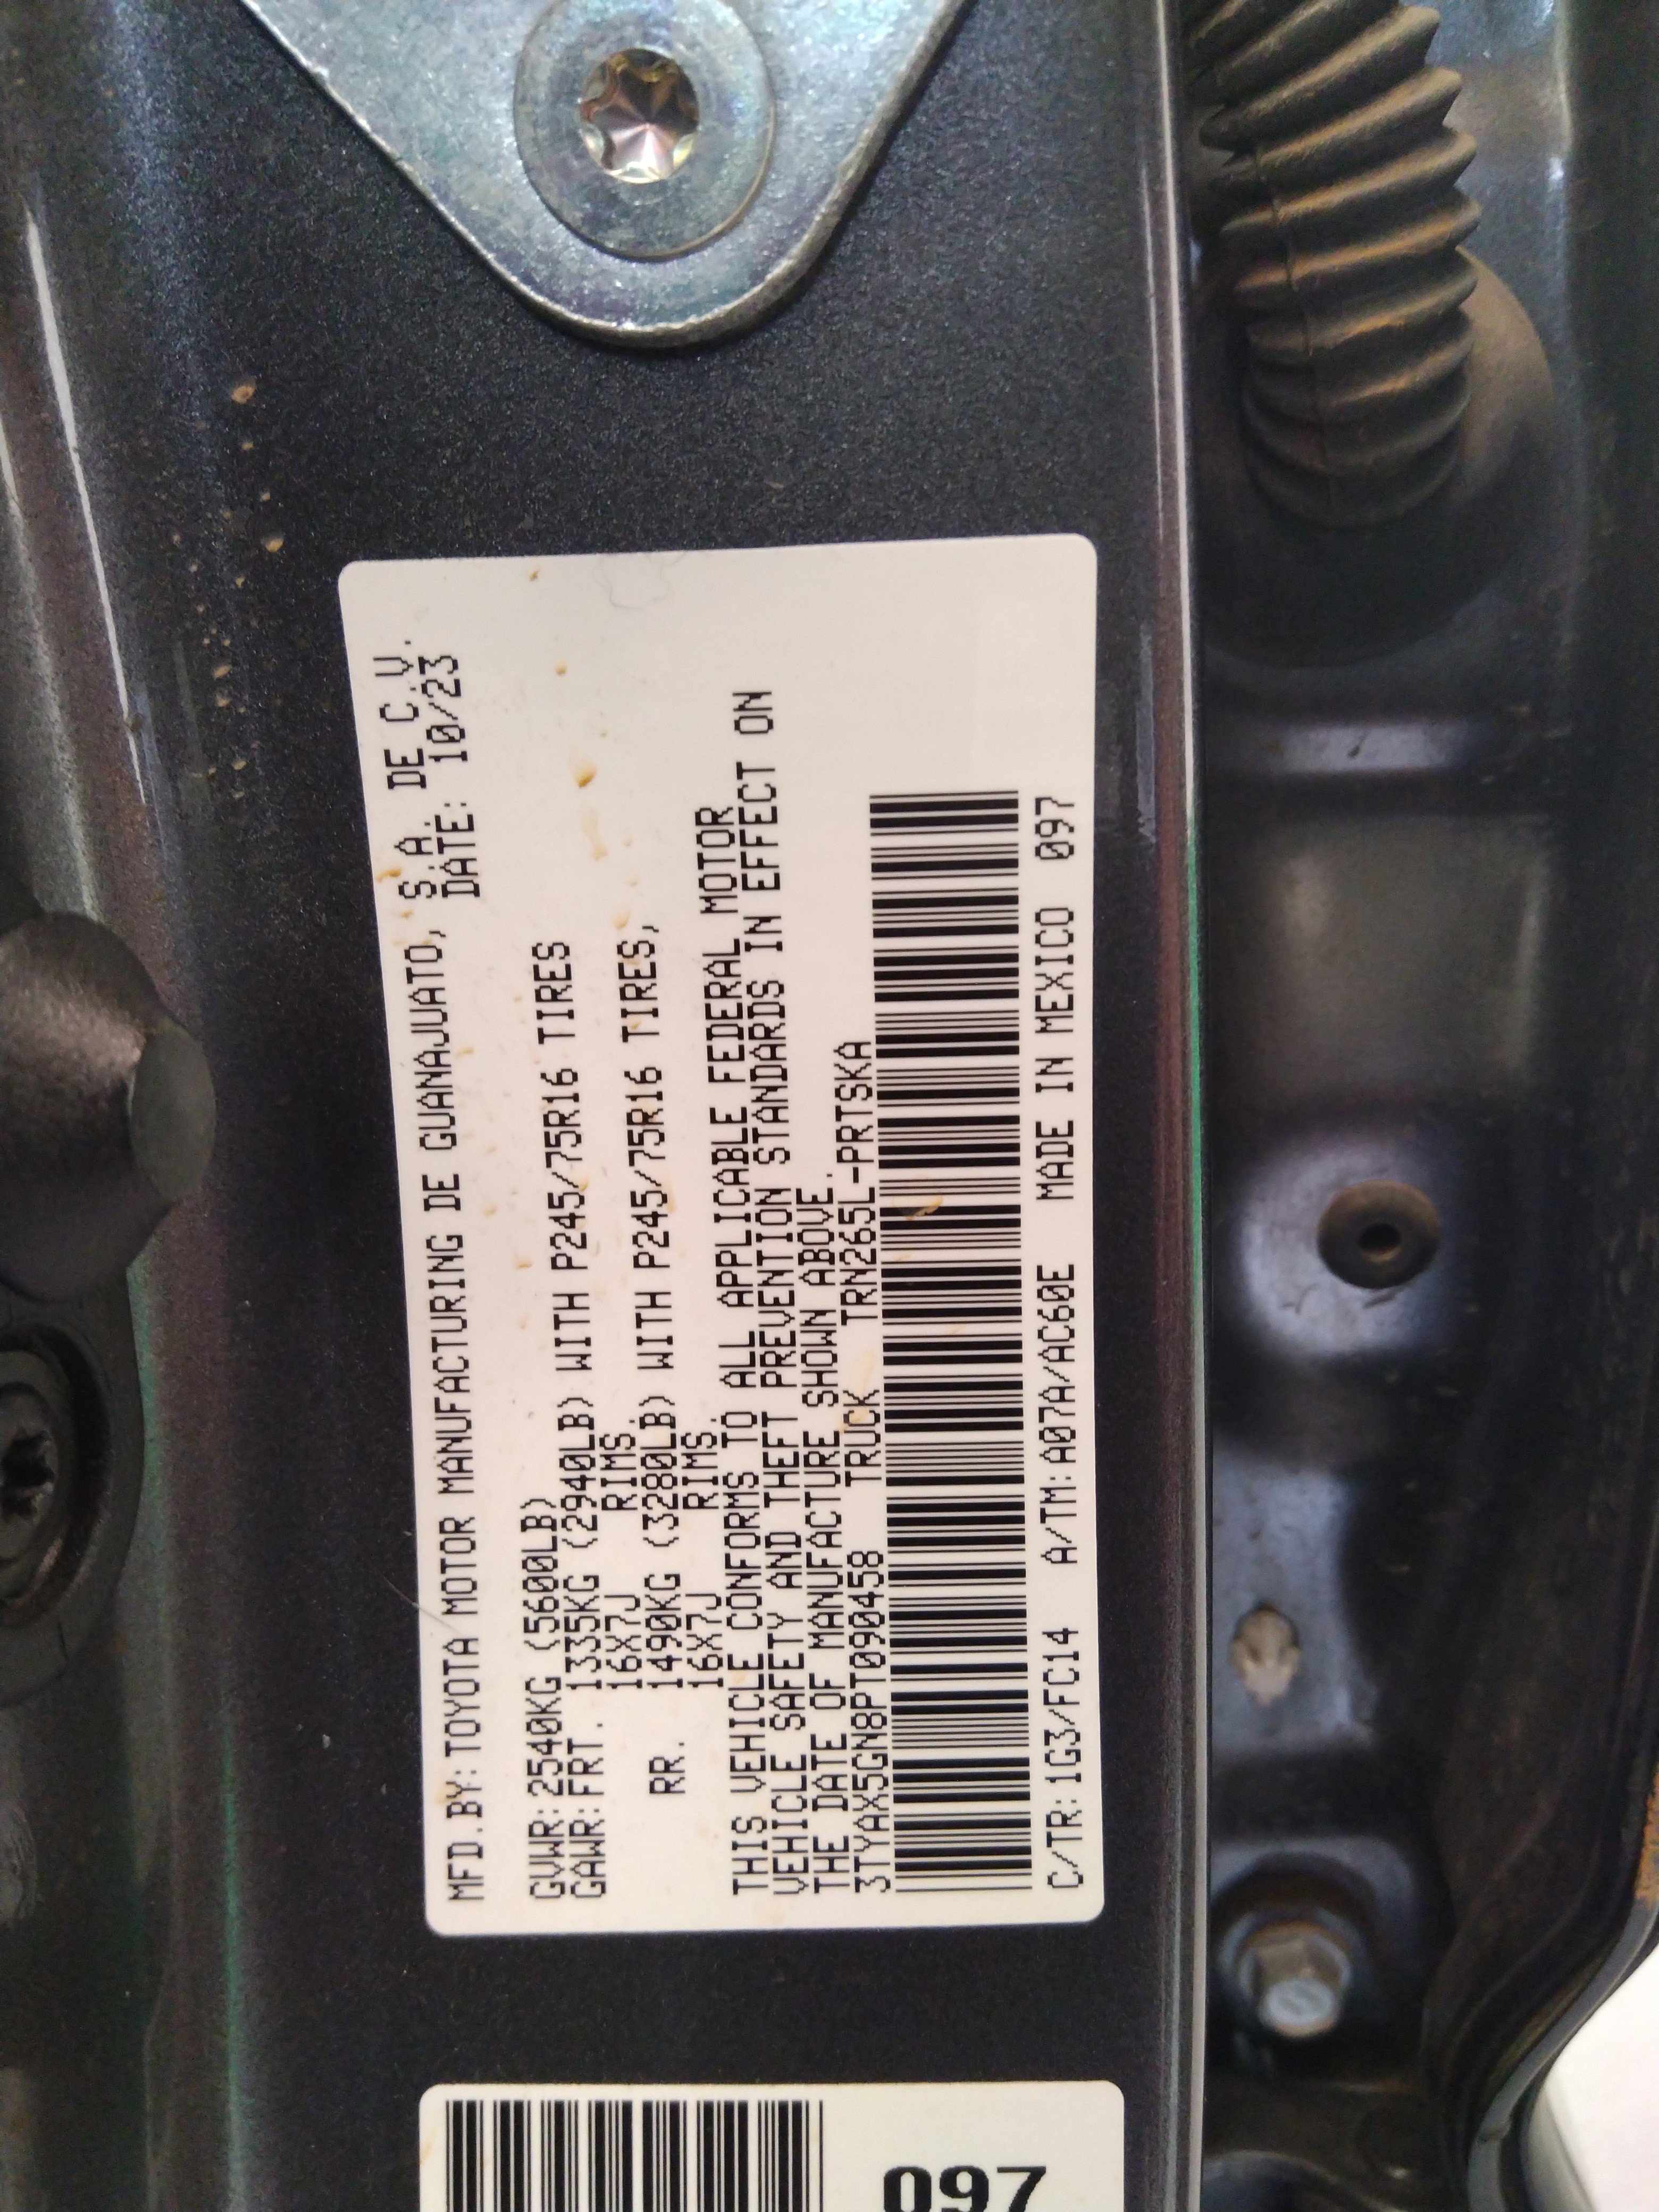 MFD.BY:TOYOTA MOTOR MANUFACTURING DE GUANAJUATO, S.A. DE C.V.
DATE: 10/23
GVWR:2540KG (5600LB)
GAWR:FRT. 1335KG (2940LB) WITH P245/75R16 TIRES
16X7J RIMS.
RR. 1490KG (3280LB) WITH P245/75R16 TIRES,
16X7J RIMS.
THIS VEHICLE CONFORMS TO ALL APPLICABLE FEDERAL MOTOR
VEHICLE SAFETY AND THEFT PREVENTION STANDARDS IN EFFECT ON
THE DATE OF MANUFACTURE SHOWN ABOVE.
3TYAX5GN8PT090458 TRUCK TRN265L-PRTSKA
C/TR:1G3/FC14 A/TM:A07A/AC60E MADE IN MEXICO 097
097